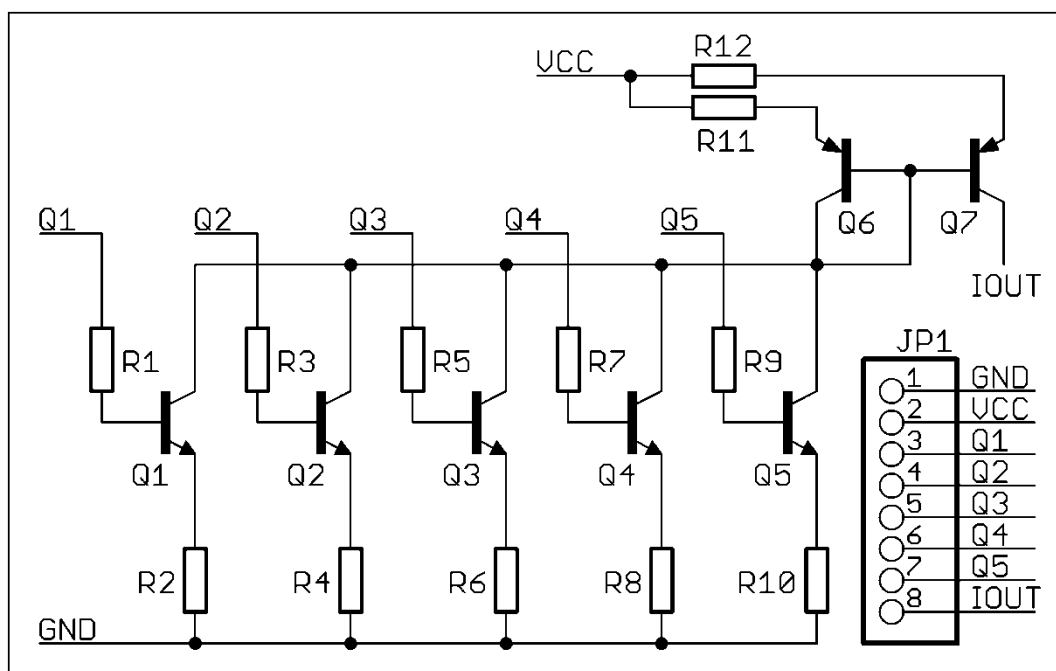 R12
VCC
R11
Q1 Q2 Q3 Q4 Q5 Q6 Q7
IOUT
JP1
R1 R3 R5 R7 R9
1 GND
2 VCC
3 Q1
4 Q2
5 Q3
6 Q4
7 Q5
8 IOUT
Q1 Q2 Q3 Q4 Q5
R2 R4 R6 R8 R10
GND